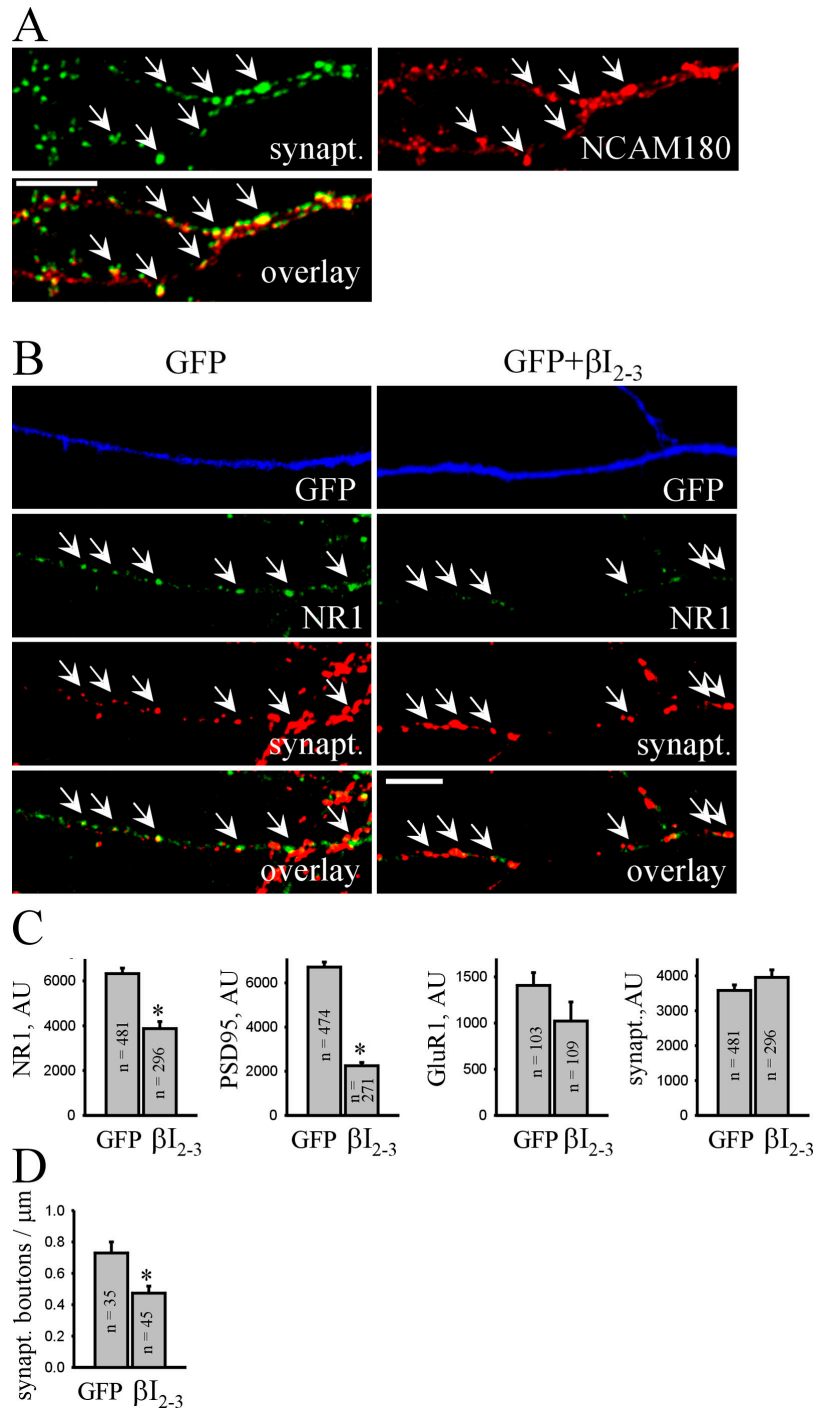 A
synapt.
NCAM180
overlay
B
GFP
GFP+βI2-3
GFP
GFP
NR1
NR1
synapt.
synapt.
overlay
overlay
C
NR1, AU
6000
4000
2000
0
n = 481
*
n = 296
GFP βI2-3
PSD95, AU
6000
4000
2000
0
n = 474
*
n = 271
GFP βI2-3
GluR1, AU
1500
1000
500
0
n = 103
n = 109
GFP βI2-3
synapt.,AU
4000
3000
2000
1000
0
n = 481
n = 296
GFP βI2-3
D
synapt. boutons / μm
1.0
0.8
0.6
0.4
0.2
0.0
n = 35
*
n = 45
GFP βI2-3